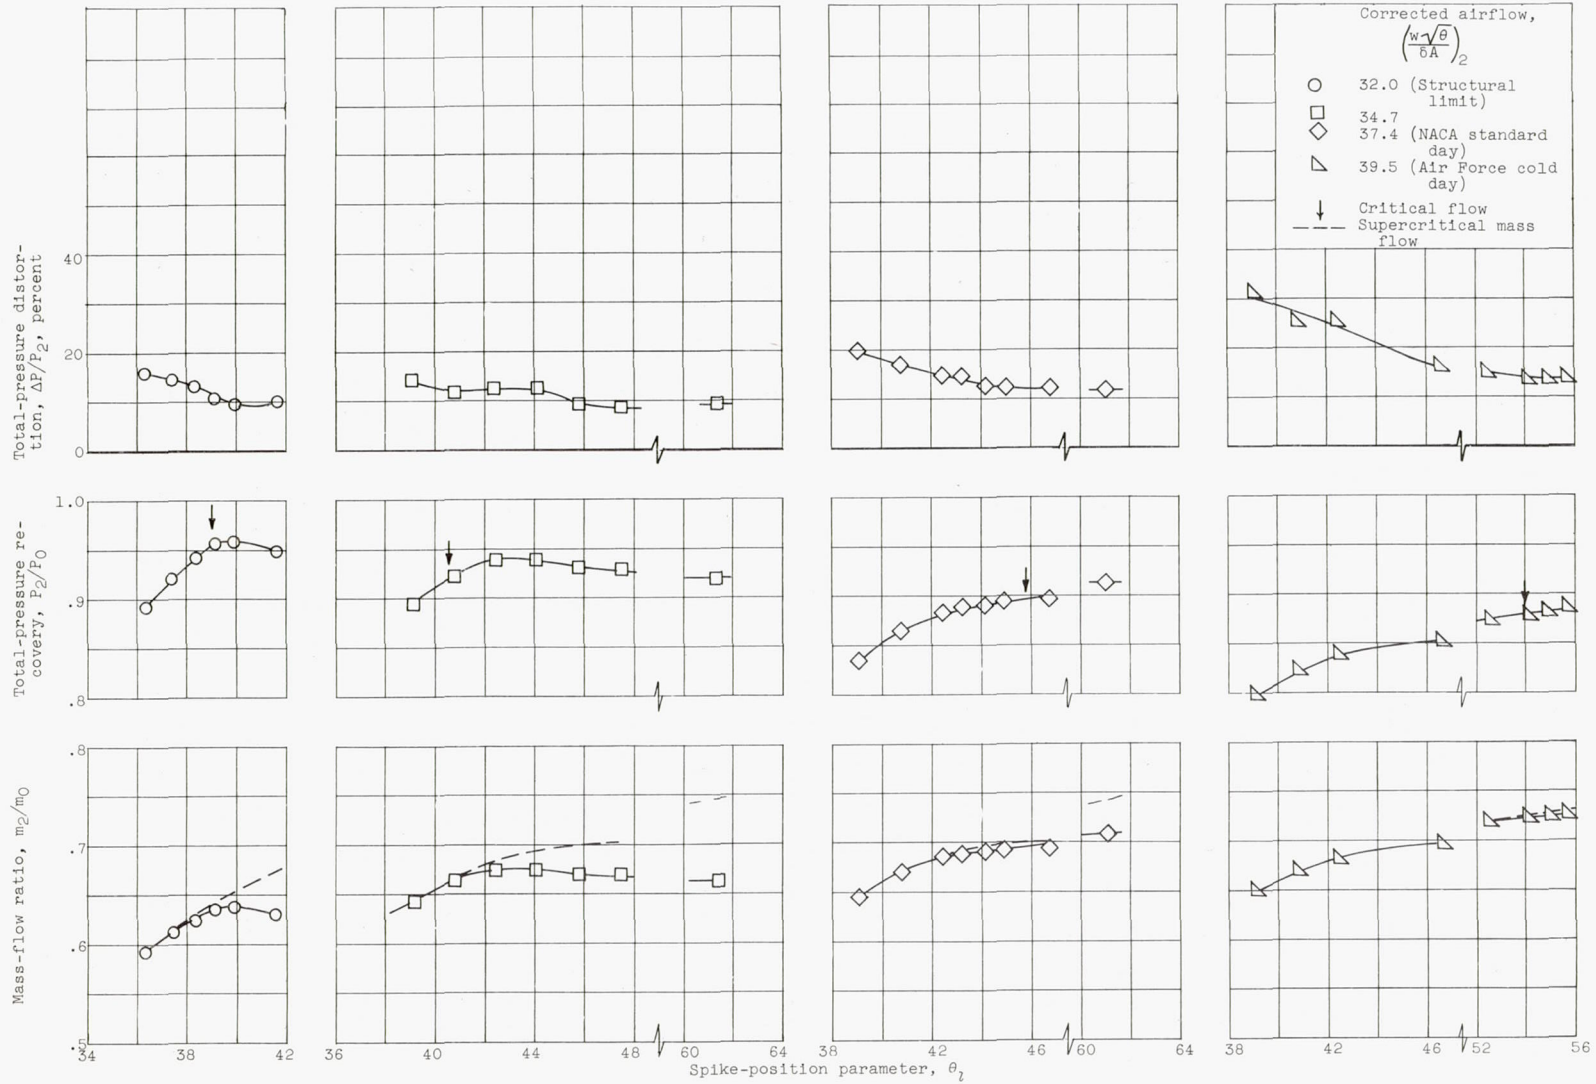 Corrected airflow,
(w√θ/δA)₂
32.0 (Structural
limit)
34.7
37.4 (NACA standard
day)
39.5 (Air Force cold
day)
Critical flow
Supercritical mass
flow
Total-pressure distor-
tion, ΔP/P₂, percent
40
20
0
Total-pressure re-
covery, P₂/P₀
1.0
.9
.8
Mass-flow ratio, m₂/m₀
.8
.7
.6
.5
34 38 42
36 40 44 48 60 64
38 42 46 60 64
38 42 46 52 56
Spike-position parameter, θ_l